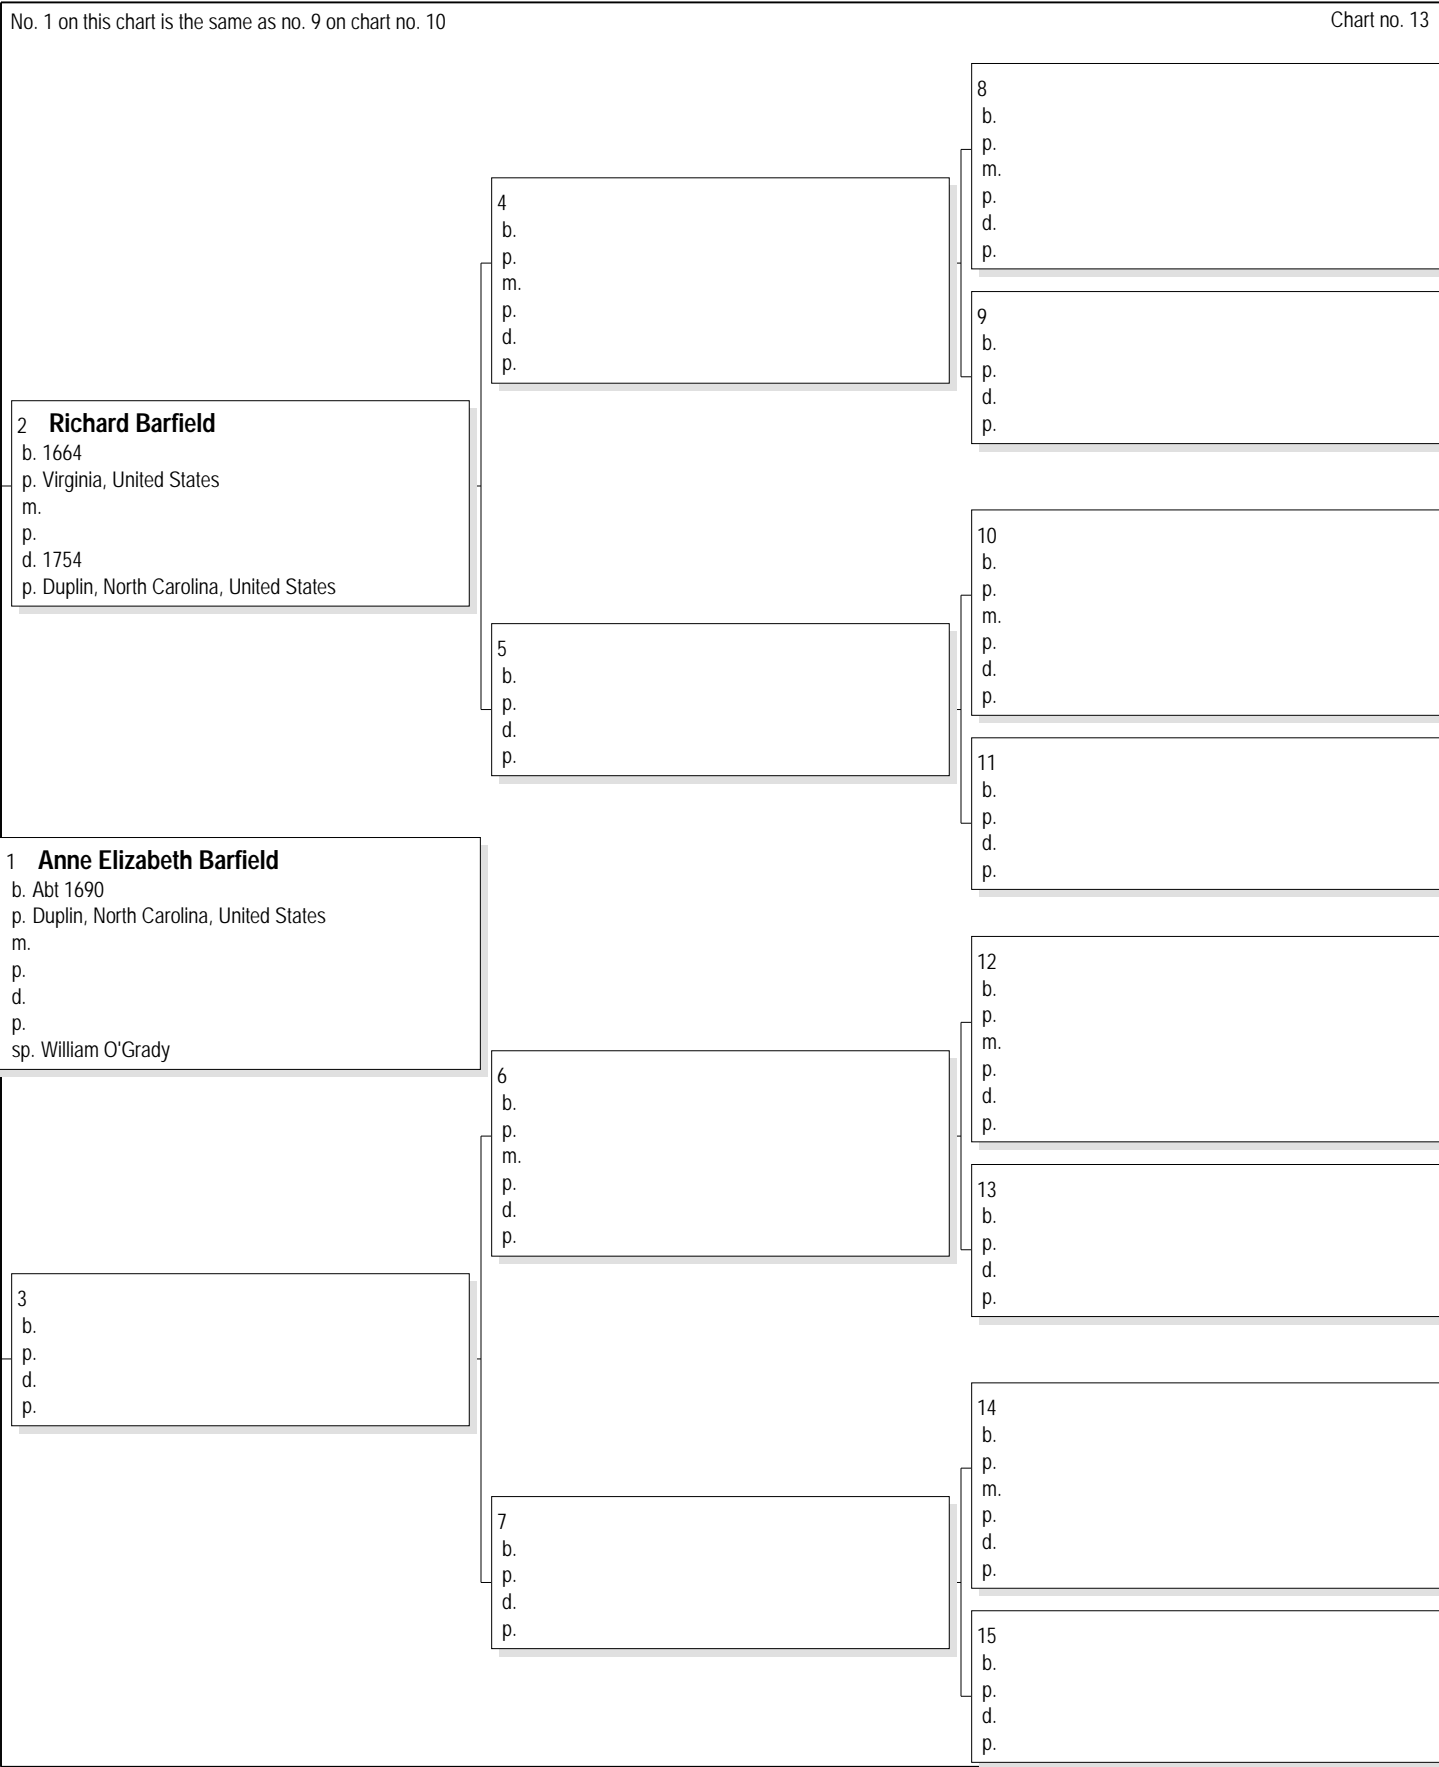 No. 1 on this chart is the same as no. 9 on chart no. 10
Chart no. 13
8
b.
p.
m.
p.
d.
p.
4
b.
p.
m.
p.
d.
p.
9
b.
p.
d.
p.
2 Richard Barfield
b. 1664
p. Virginia, United States
m.
p.
d. 1754
p. Duplin, North Carolina, United States
10
b.
p.
m.
p.
d.
p.
5
b.
p.
d.
p.
11
b.
p.
d.
p.
1 Anne Elizabeth Barfield
b. Abt 1690
p. Duplin, North Carolina, United States
m.
p.
d.
p.
sp. William O'Grady
12
b.
p.
m.
p.
d.
p.
6
b.
p.
m.
p.
d.
p.
13
b.
p.
d.
p.
3
b.
p.
d.
p.
14
b.
p.
m.
p.
d.
p.
7
b.
p.
d.
p.
15
b.
p.
d.
p.